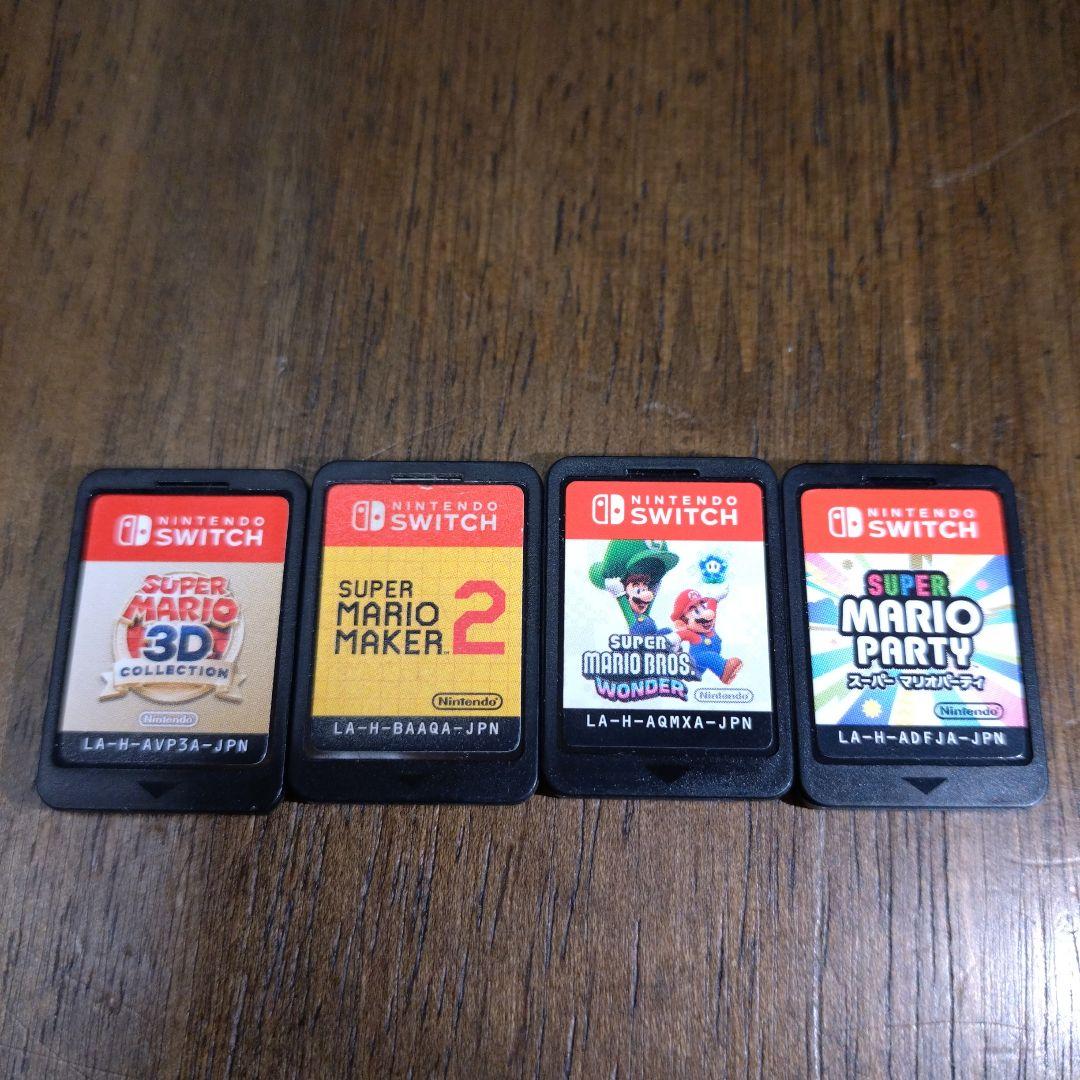 NINTENDO
SWITCH
SUPER
MARIO
3D
COLLECTION
Nintendo
LA-H-AVP3A-JPN
NINTENDO
SWITCH
SUPER
MARIO
MAKER 2
TM
Nintendo
LA-H-BAAQA-JPN
NINTENDO
SWITCH
SUPER
MARIO BROS.
WONDER
Nintendo
LA-H-AQMXA-JPN
NINTENDO
SWITCH
SUPER
MARIO
PARTY
スーパー マリオパーティ
Nintendo
LA-H-ADFJA-JPN